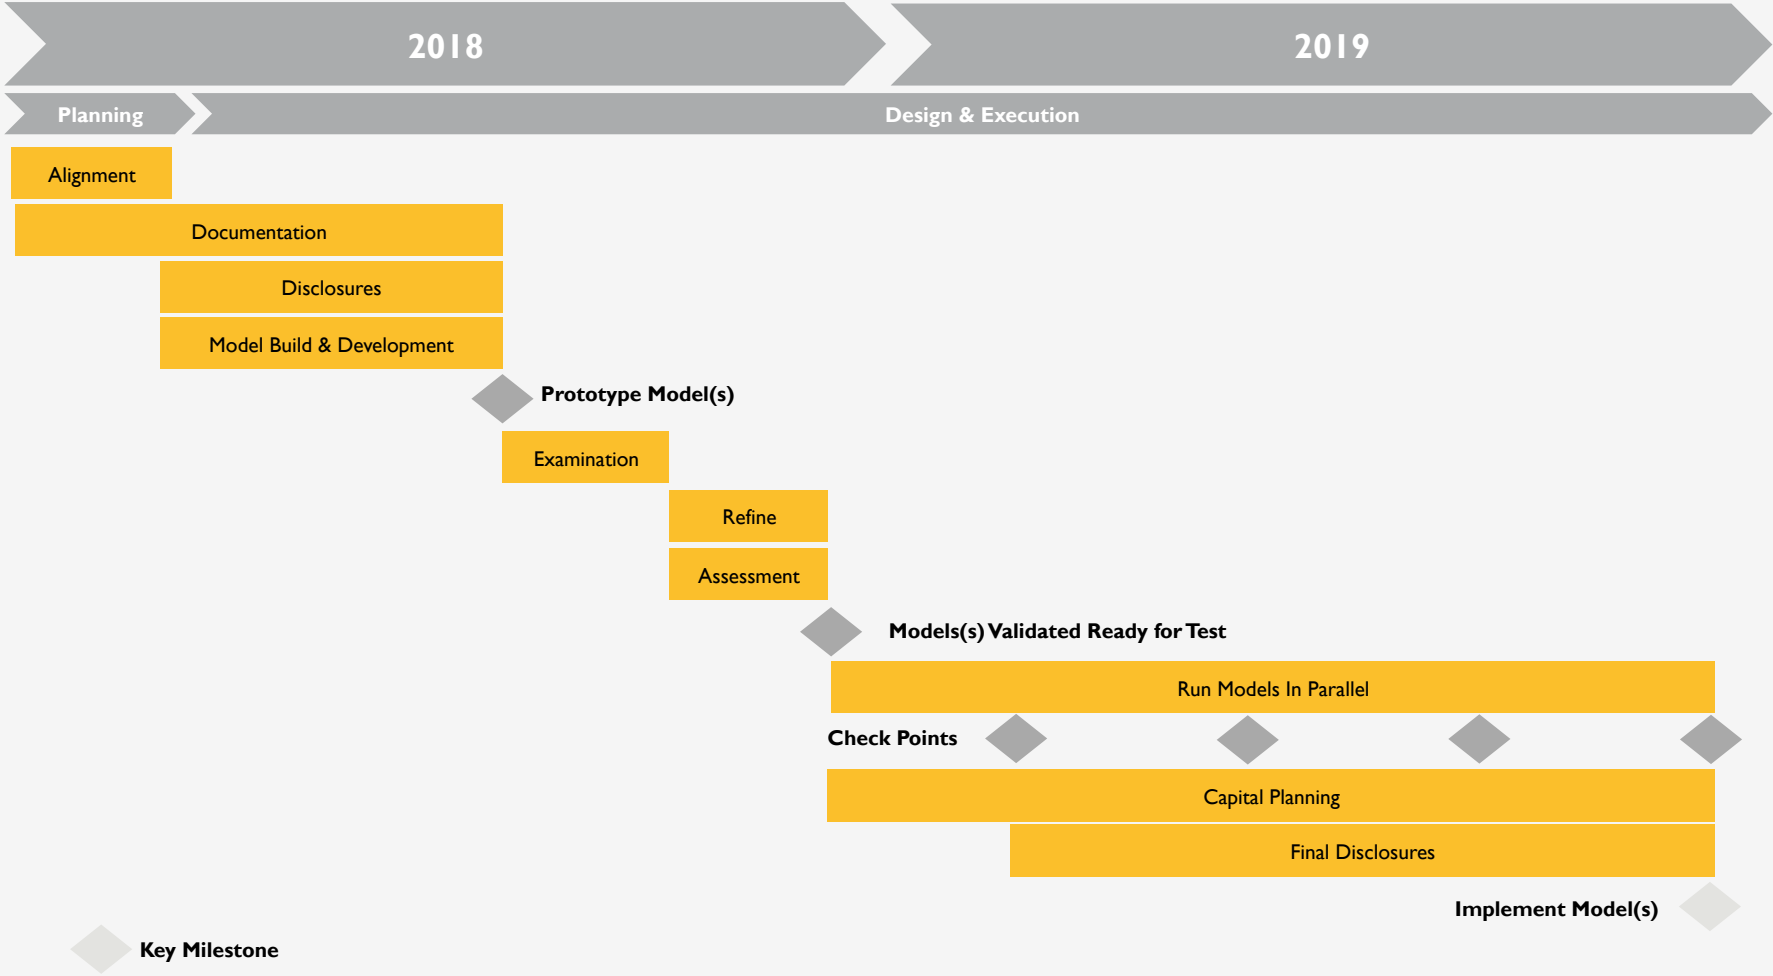 2018
2019
Planning
Design & Execution
Alignment
Documentation
Disclosures
Model Build & Development
Prototype Model(s)
Examination
Refine
Assessment
Models(s) Validated Ready for Test
Run Models In Parallel
Check Points
Capital Planning
Final Disclosures
Implement Model(s)
Key Milestone